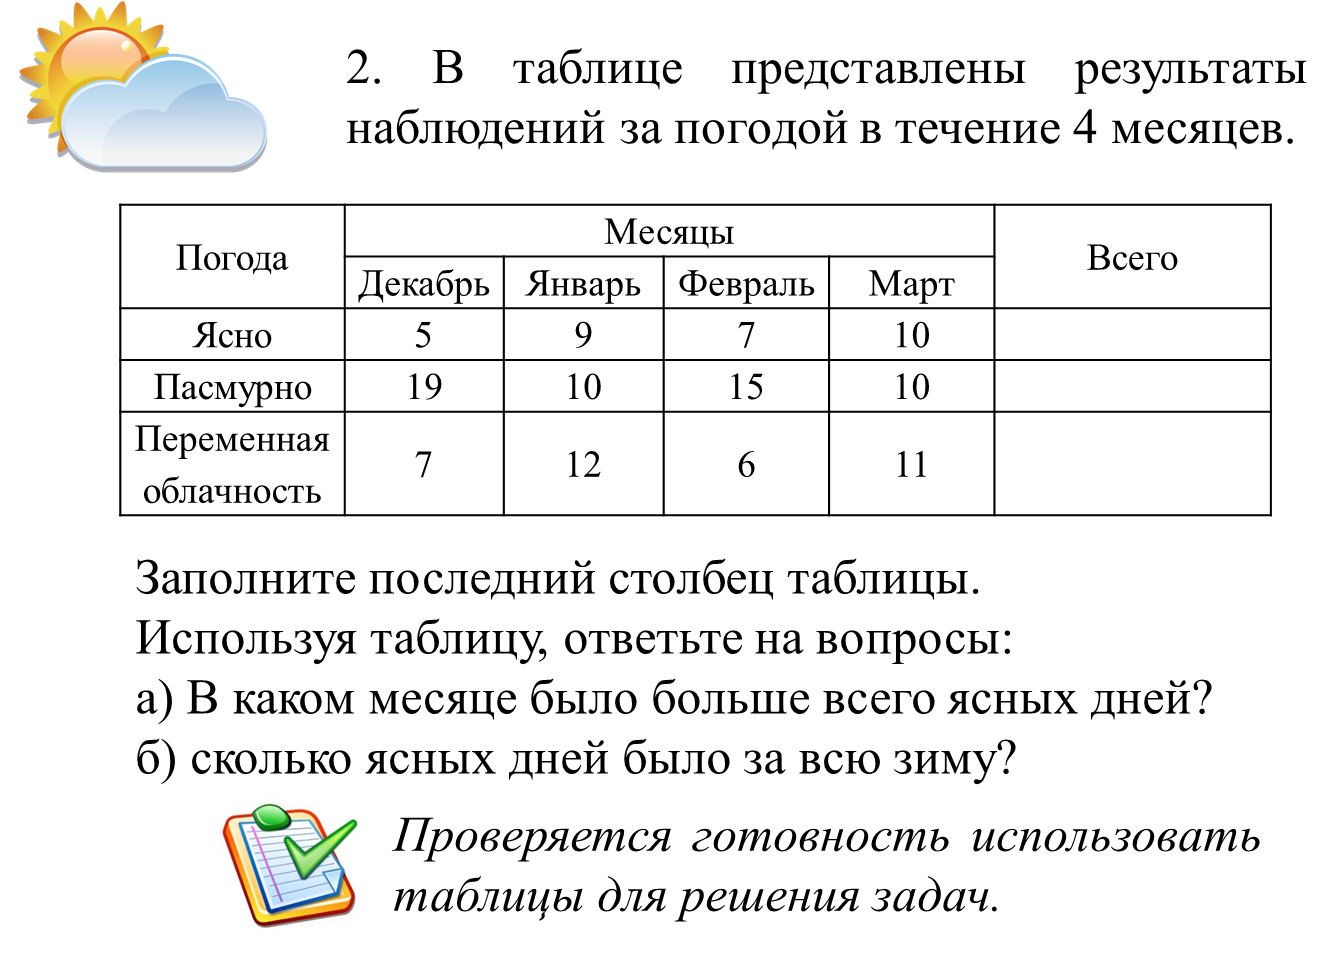 2. В таблице представлены результаты
наблюдений за погодой в течение 4 месяцев.
Погода Месяцы Всего
Декабрь Январь Февраль Март
Ясно 5 9 7 10
Пасмурно 19 10 15 10
Переменная
облачность 7 12 6 11
Заполните последний столбец таблицы.
Используя таблицу, ответьте на вопросы:
а) В каком месяце было больше всего ясных дней?
б) сколько ясных дней было за всю зиму?
Проверяется готовность использовать
таблицы для решения задач.